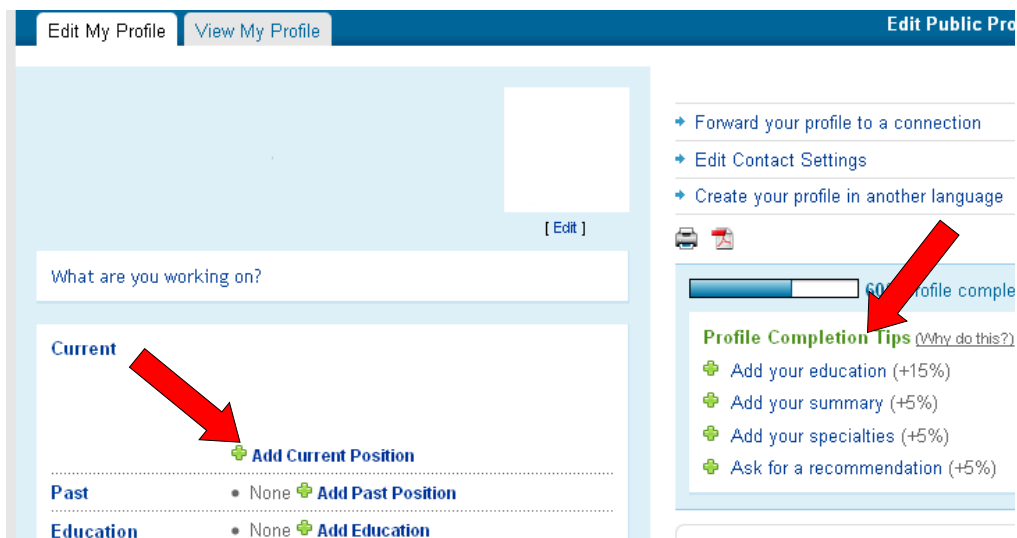 Edit My Profile View My Profile Edit Public Pro
Forward your profile to a connection
Edit Contact Settings
Create your profile in another language
[ Edit ]
What are you working on?
profile comple
Profile Completion Tips (Why do this?)
Add your education (+15%)
Add your summary (+5%)
Add your specialties (+5%)
Ask for a recommendation (+5%)
Current
Add Current Position
Past • None Add Past Position
Education • None Add Education